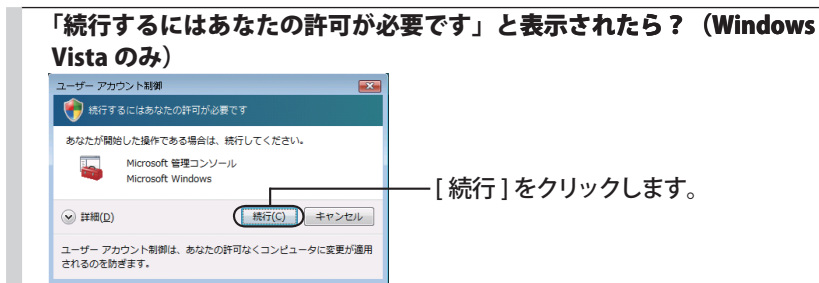 「続行するにはあなたの許可が必要です」と表示されたら？（Windows
Vista のみ）
ユーザー アカウント制御
続行するにはあなたの許可が必要です
あなたが開始した操作である場合は、続行してください。
Microsoft 管理コンソール
Microsoft Windows
[ 続行 ] をクリックします。
詳細(D)
続行(C)
キャンセル
ユーザー アカウント制御は、あなたの許可なくコンピュータに変更が適用
されるのを防ぎます。